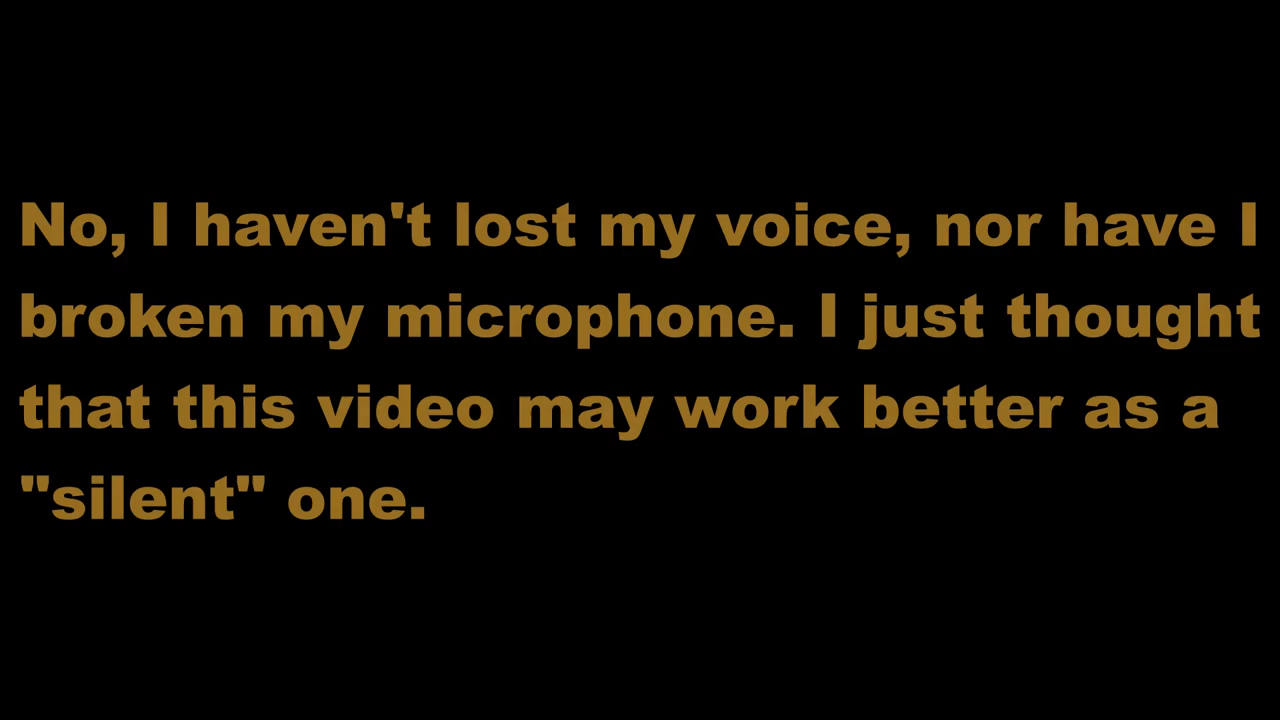 No, I haven't lost my voice, nor have I
broken my microphone. I just thought
that this video may work better as a
"silent" one.